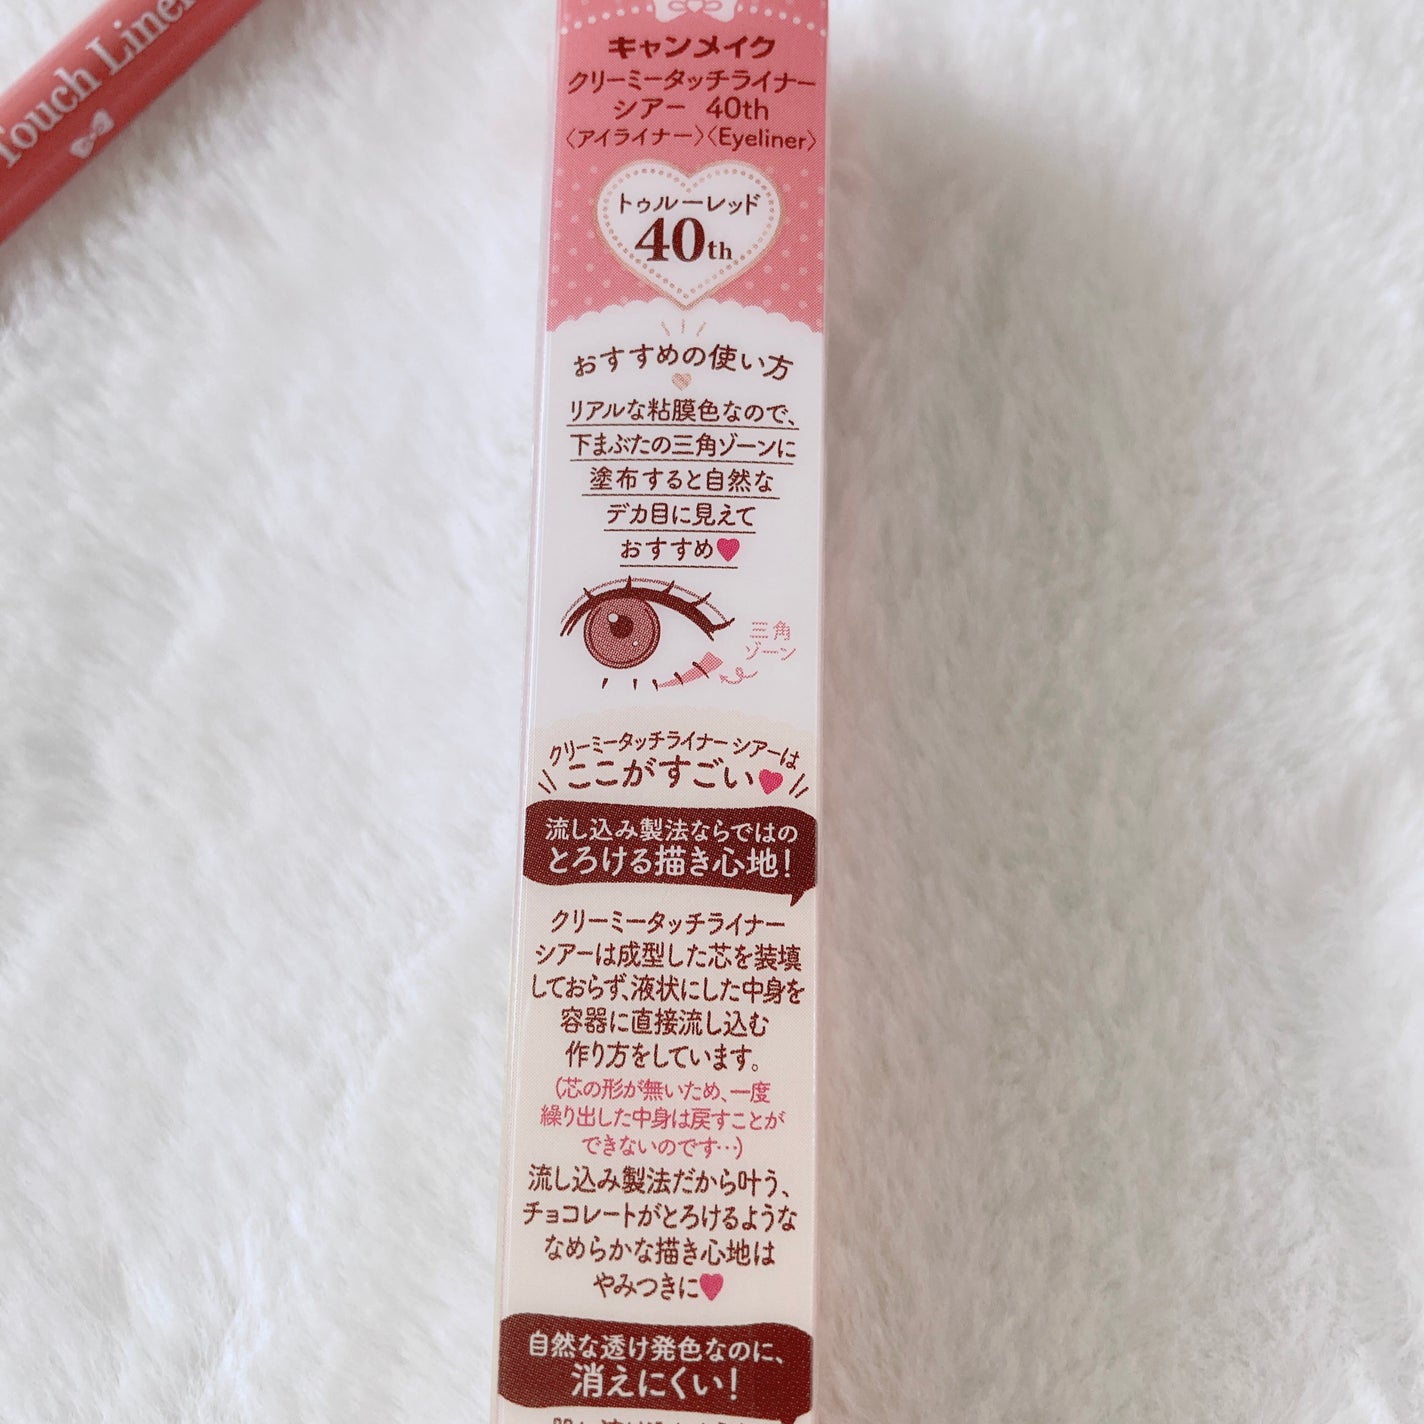 Touch Liner
キャンメイク
クリーミータッチライナー
シアー 40th
〈アイライナー〉〈Eyeliner〉
トゥルーレッド
40th
おすすめの使い方
リアルな粘膜色なので、
下まぶたの三角ゾーンに
塗布すると自然な
デカ目に見えて
おすすめ♥
三角
ゾーン
クリーミータッチライナー シアーは
ここがすごい♥
流し込み製法ならではの
とろける描き心地!
クリーミータッチライナー
シアーは成型した芯を装填
しておらず、液状にした中身を
容器に直接流し込む
作り方をしています。
(芯の形が無いため、一度
繰り出した中身は戻すことが
できないのです…)
流し込み製法だから叶う、
チョコレートがとろけるような
なめらかな描き心地は
やみつきに♥
自然な透け発色なのに、
消えにくい!